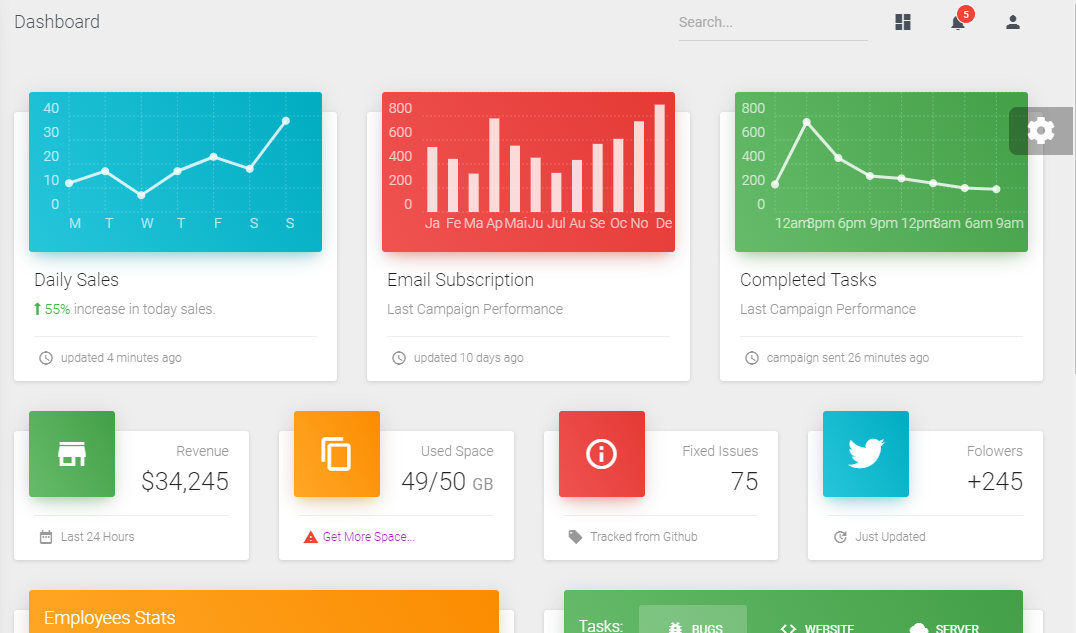 Dashboard
Search...
5
40
30
20
10
0
M T W T F S S
Daily Sales
55% increase in today sales.
updated 4 minutes ago
800
600
400
200
0
Ja Fe Ma Ap Mai Ju Jul Au Se Oc No De
Email Subscription
Last Campaign Performance
updated 10 days ago
800
600
400
200
0
12am 3pm 6pm 9pm 12pm 3am 6am 9am
Completed Tasks
Last Campaign Performance
campaign sent 26 minutes ago
Revenue
$34,245
Last 24 Hours
Used Space
49/50 GB
Get More Space...
Fixed Issues
75
Tracked from Github
Folowers
+245
Just Updated
Employees Stats
Tasks: BUGS WEBSITE SERVER